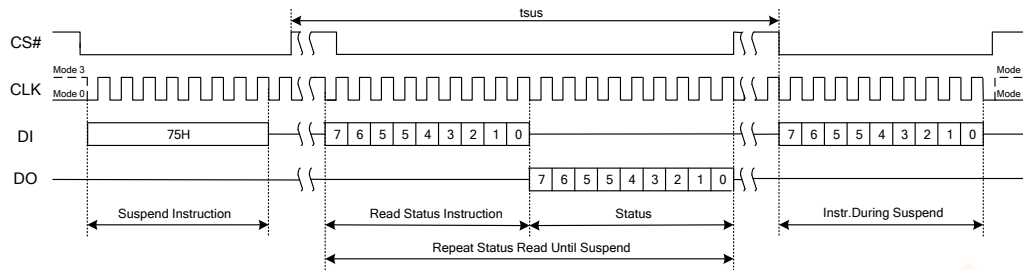 tsus
CS#
Mode 3 Mode
CLK
Mode 0 Mode
DI 75H 7 6 5 5 4 3 2 1 0 7 6 5 5 4 3 2 1 0
DO 7 6 5 5 4 3 2 1 0
Suspend Instruction Read Status Instruction Status Instr.During Suspend
Repeat Status Read Until Suspend